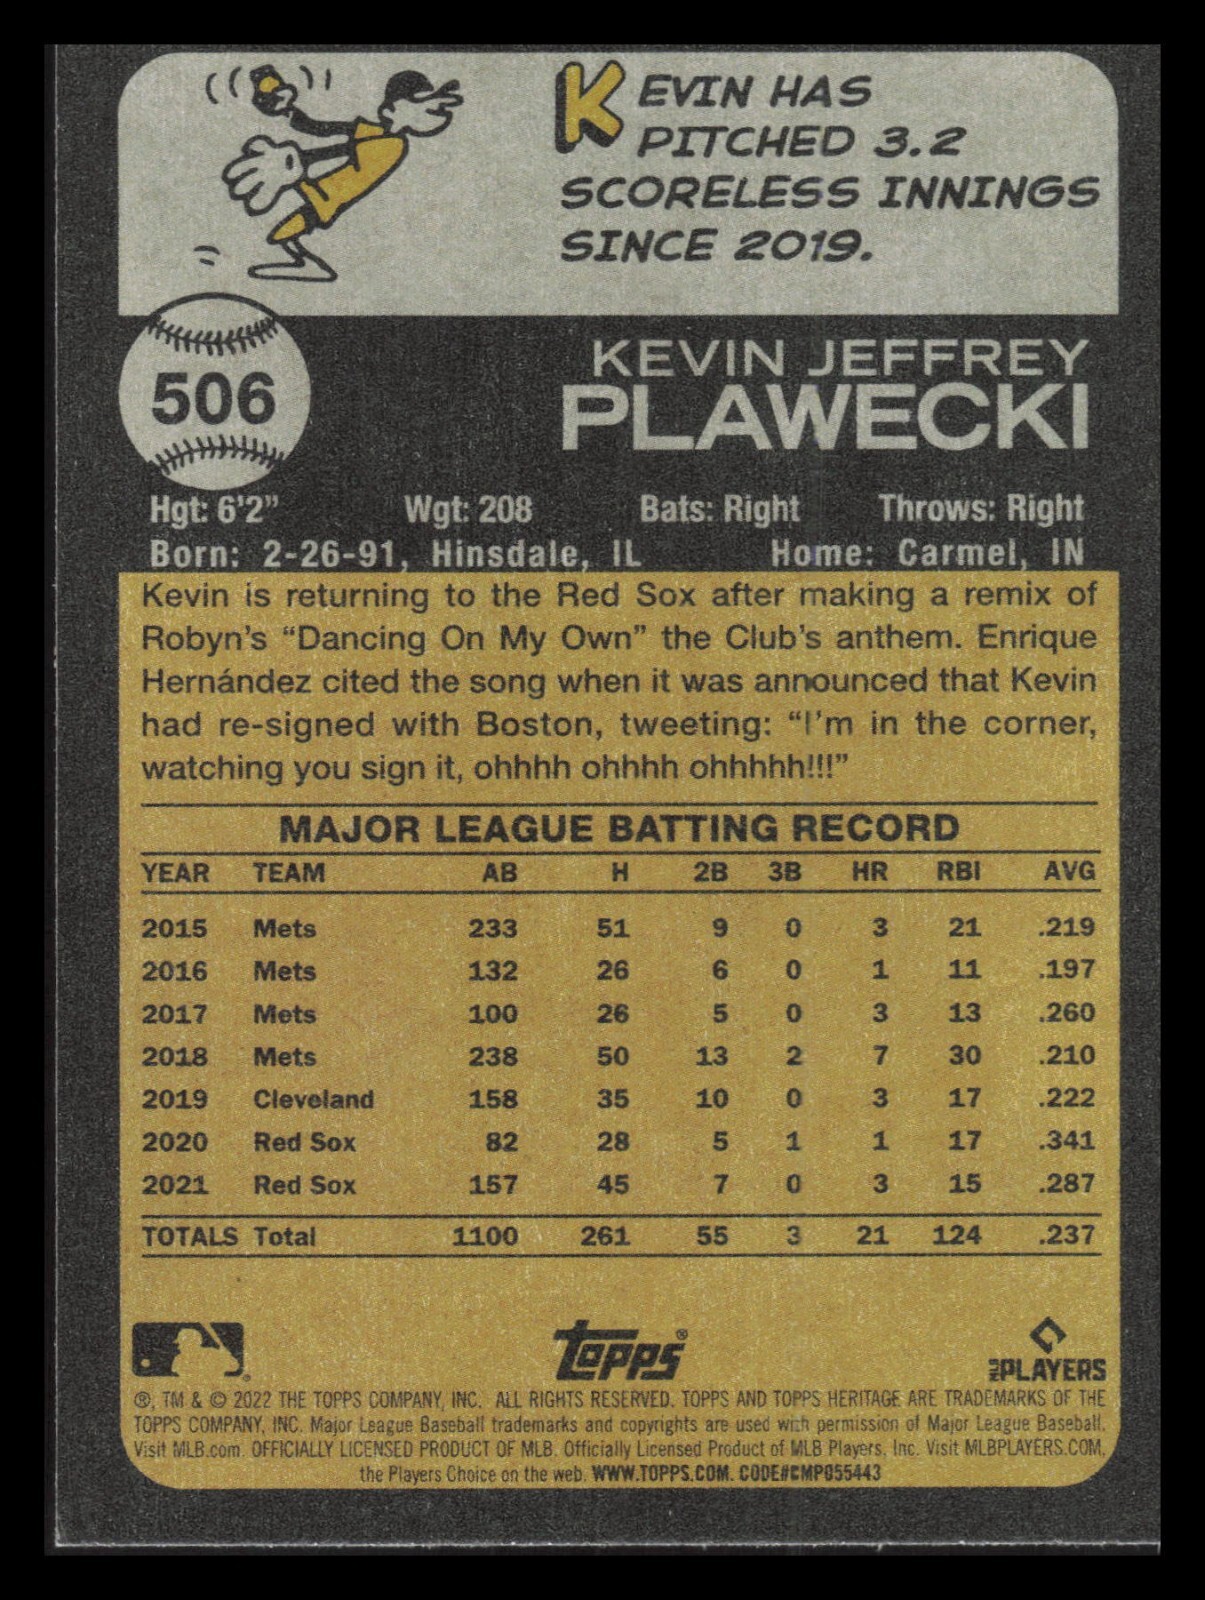 KEVIN HAS
PITCHED 3.2
SCORELESS INNINGS
SINCE 2019.
506
KEVIN JEFFREY
PLAWECKI
Hgt: 6'2" Wgt: 208 Bats: Right Throws: Right
Born: 2-26-91, Hinsdale, IL Home: Carmel, IN
Kevin is returning to the Red Sox after making a remix of
Robyn's "Dancing On My Own" the Club's anthem. Enrique
Hernández cited the song when it was announced that Kevin
had re-signed with Boston, tweeting: "I'm in the corner,
watching you sign it, ohhhh ohhhh ohhhhh!!!"
MAJOR LEAGUE BATTING RECORD
YEAR TEAM AB H 2B 3B HR RBI AVG
2015 Mets 233 51 9 0 3 21 .219
2016 Mets 132 26 6 0 1 11 .197
2017 Mets 100 26 5 0 3 13 .260
2018 Mets 238 50 13 2 7 30 .210
2019 Cleveland 158 35 10 0 3 17 .222
2020 Red Sox 82 28 5 1 1 17 .341
2021 Red Sox 157 45 7 0 3 15 .287
TOTALS Total 1100 261 55 3 21 124 .237
Topps®
MLB PLAYERS
®, TM & © 2022 THE TOPPS COMPANY, INC. ALL RIGHTS RESERVED. TOPPS AND TOPPS HERITAGE ARE TRADEMARKS OF THE
TOPPS COMPANY, INC. Major League Baseball trademarks and copyrights are used with permission of Major League Baseball.
Visit MLB.com. OFFICIALLY LICENSED PRODUCT OF MLB. Officially Licensed Product of MLB Players, Inc. Visit MLBPLAYERS.COM,
the Players Choice on the web. WWW.TOPPS.COM. CODE#CMP055443